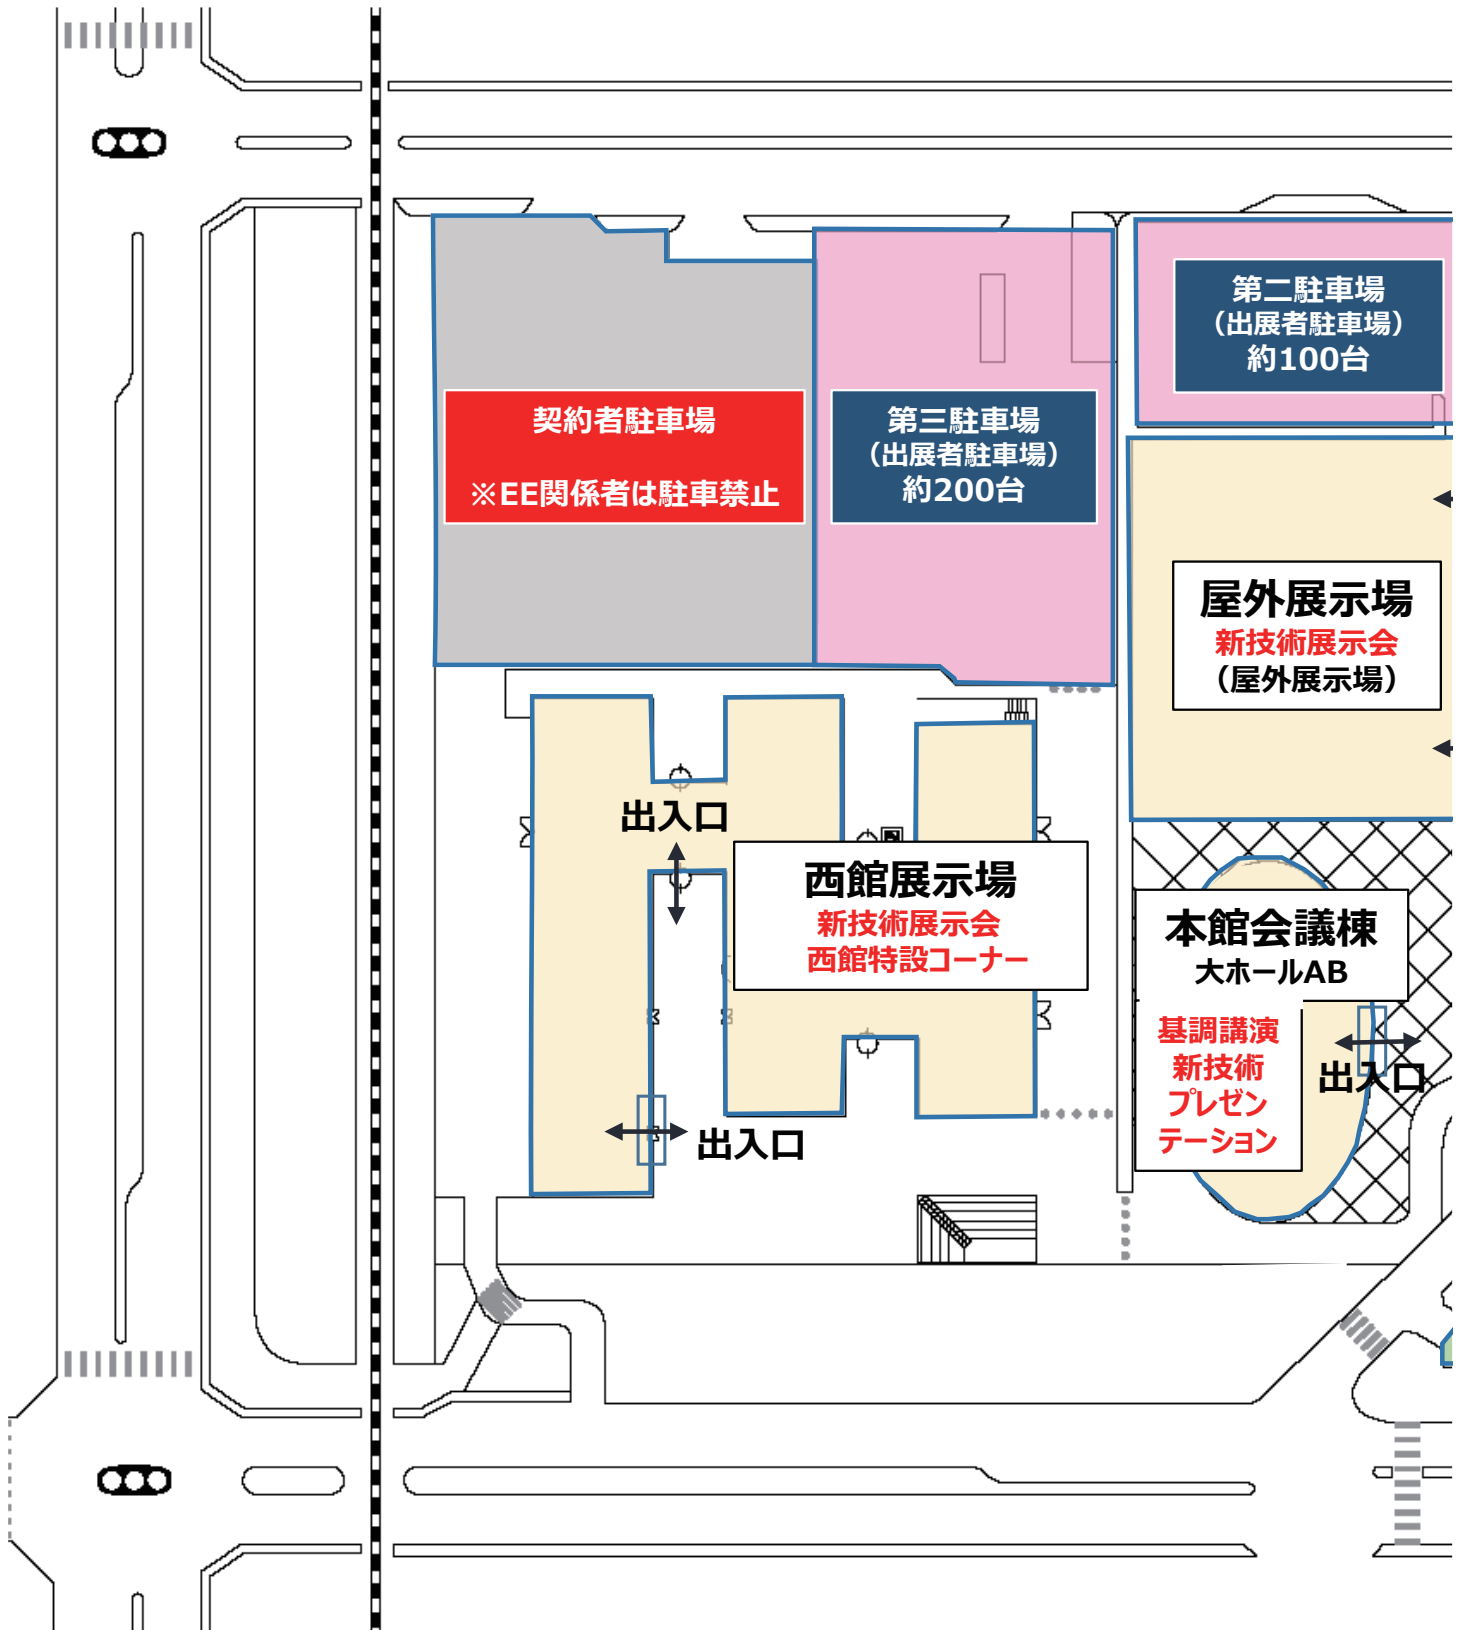 第二駐車場
（出展者駐車場）
約100台
契約者駐車場
※EE関係者は駐車禁止
第三駐車場
（出展者駐車場）
約200台
屋外展示場
新技術展示会
（屋外展示場）
出入口
西館展示場
新技術展示会
西館特設コーナー
本館会議棟
大ホールAB
基調講演
新技術
プレゼン
テーション
出入口
出入口